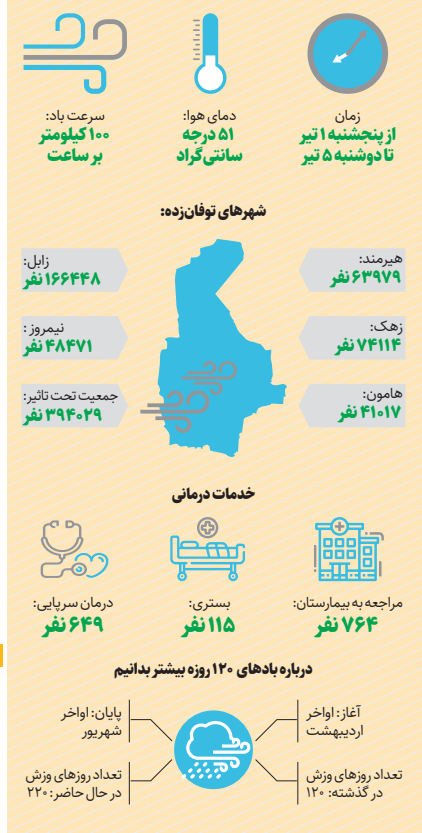 زمان
از پنجشنبه ۱ تیر
تا دوشنبه ۵ تیر
دمای هوا:
۵۱ درجه
سانتی‌گراد
سرعت باد:
۱۰۰ کیلومتر
بر ساعت
شهرهای توفان‌زده:
هیرمند:
۶۳۹۷۹ نفر
زابل:
۱۶۶۴۴۸ نفر
زهک:
۷۴۱۱۴ نفر
نیمروز :
۴۸۴۷۱ نفر
هامون:
۴۱۰۱۷ نفر
جمعیت تحت تاثیر:
۳۹۴۰۲۹ نفر
خدمات درمانی
مراجعه به بیمارستان:
۷۶۴ نفر
بستری:
۱۱۵ نفر
درمان سرپایی:
۶۴۹ نفر
درباره بادهای ۱۲۰ روزه بیشتر بدانیم
آغاز: اواخر
اردیبهشت
پایان: اواخر
شهریور
تعداد روزهای وزش
در گذشته: ۱۲۰
تعداد روزهای وزش
در حال حاضر: ۲۲۰